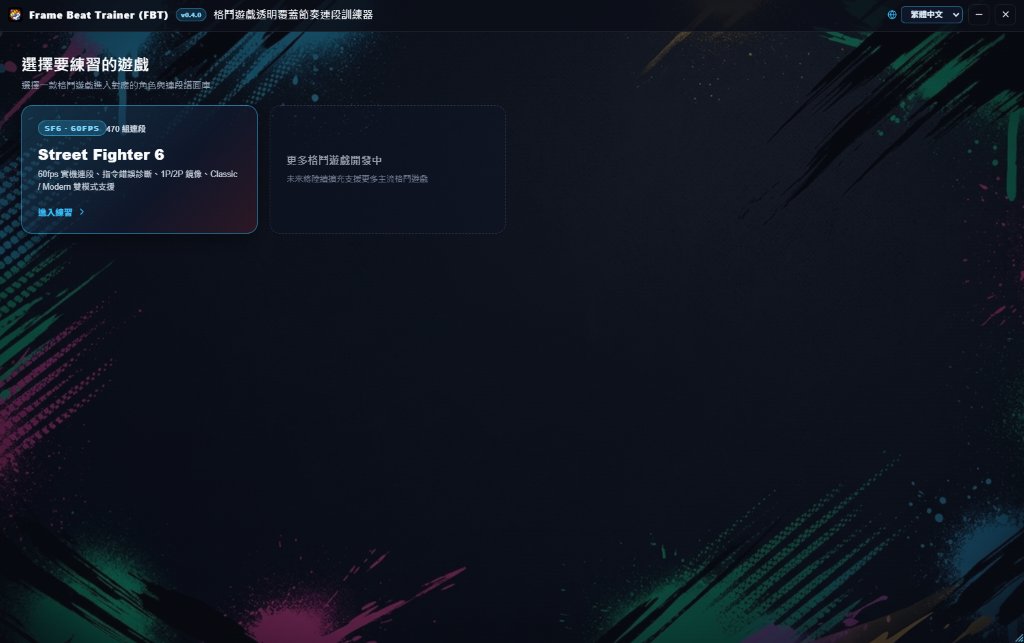 Frame Beat Trainer (FBT) v0.4.0 格鬥遊戲透明覆蓋節奏連段訓練器 繁體中文
選擇要練習的遊戲
選擇一款格鬥遊戲進入對應的角色與連段譜面庫
SF6 · 60FPS 470 組連段
Street Fighter 6
60fps 實機連段、指令錯誤診斷、1P/2P 鏡像、Classic
/ Modern 雙模式支援
進入練習
更多格鬥遊戲開發中
未來將陸續擴充支援更多主流格鬥遊戲